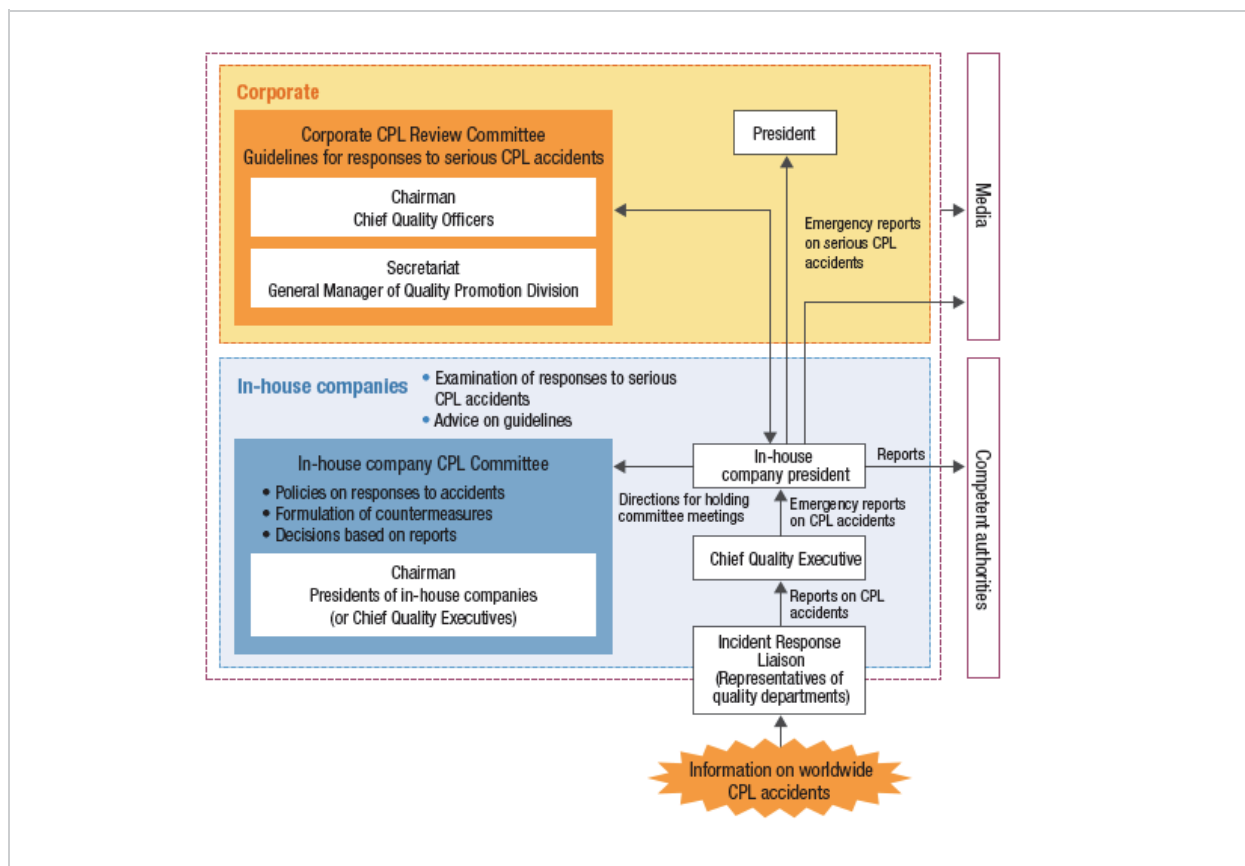 Corporate
Corporate CPL Review Committee
Guidelines for responses to serious CPL accidents
Chairman
Chief Quality Officers
Secretariat
General Manager of Quality Promotion Division
President
Emergency reports
on serious CPL
accidents
Media
In-house companies
• Examination of responses to serious
CPL accidents
• Advice on guidelines
In-house company CPL Committee
• Policies on responses to accidents
• Formulation of countermeasures
• Decisions based on reports
Chairman
Presidents of in-house companies
(or Chief Quality Executives)
In-house
company president
Reports
Directions for holding
committee meetings
Emergency reports
on CPL accidents
Chief Quality Executive
Reports on CPL
accidents
Incident Response
Liaison
(Representatives of
quality departments)
Competent authorities
Information on worldwide
CPL accidents